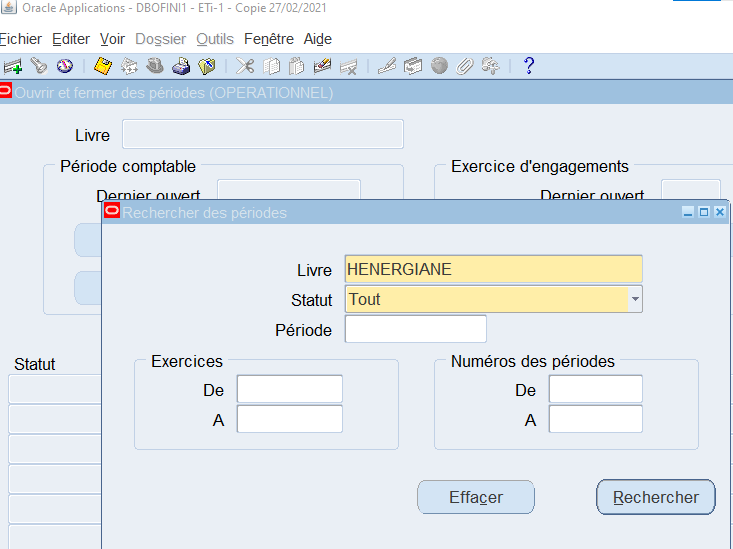 Oracle Applications - DBOFINI1 - ETi-1 - Copie 27/02/2021
Fichier Editer Voir Dossier Outils Fenêtre Aide
Ouvrir et fermer des périodes (OPERATIONNEL)
Livre
Période comptable Exercice d'engagements
Dernier ouvert Dernier ouvert
Rechercher des périodes
Livre HENERGIANE
Statut Tout
Période
Statut
Exercices Numéros des périodes
De De
A A
Effacer Rechercher